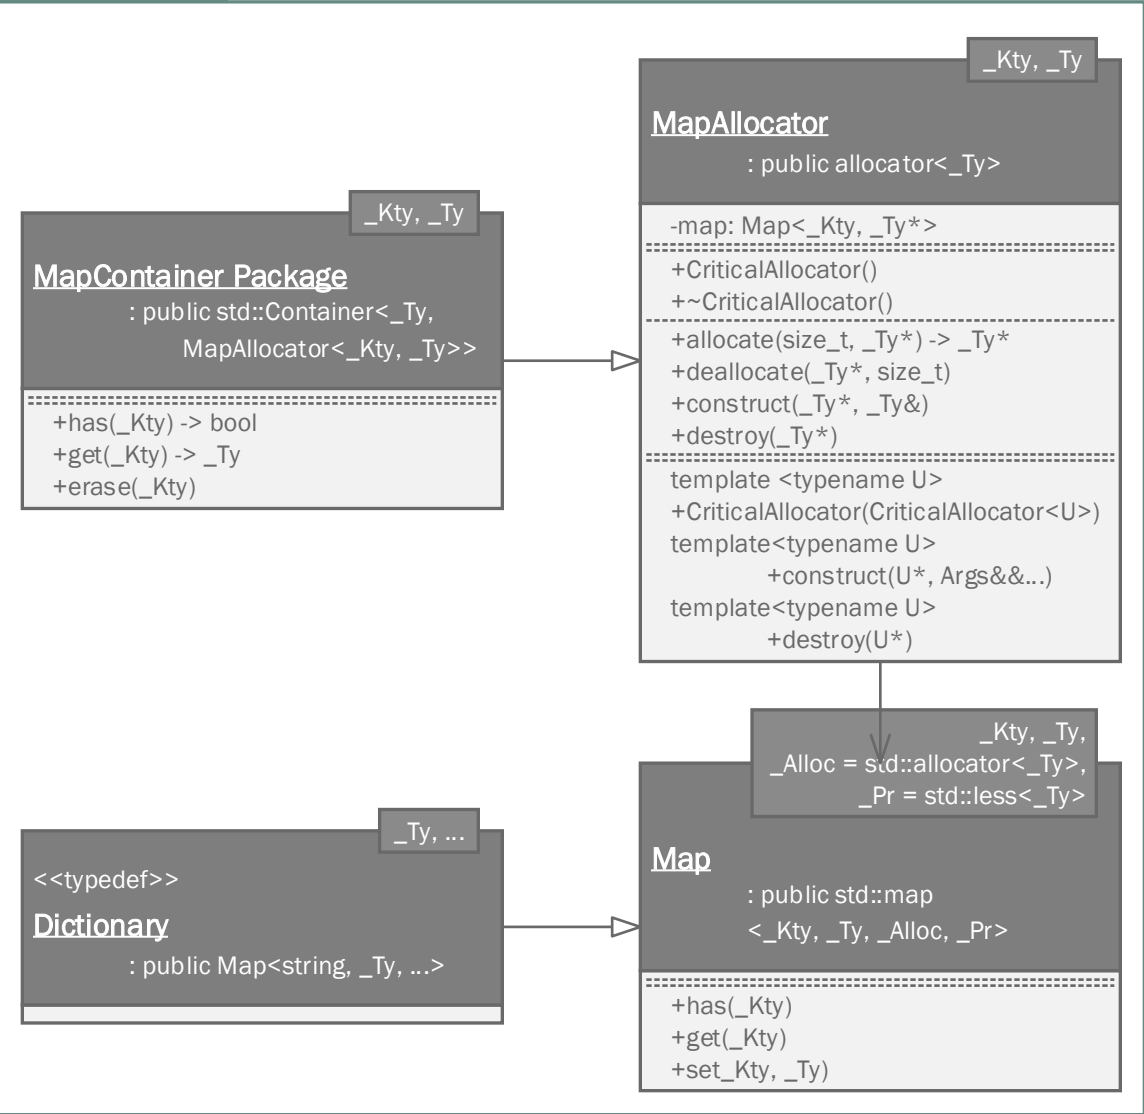 _Kty, _Ty
MapAllocator
: public allocator<_Ty>
-map: Map<_Kty, _Ty*>
+CriticalAllocator()
+~CriticalAllocator()
+allocate(size_t, _Ty*) -> _Ty*
+deallocate(_Ty*, size_t)
+construct(_Ty*, _Ty&)
+destroy(_Ty*)
template <typename U>
+CriticalAllocator(CriticalAllocator<U>)
template<typename U>
+construct(U*, Args&&...)
template<typename U>
+destroy(U*)
_Kty, _Ty
MapContainer Package
: public std::Container<_Ty,
MapAllocator<_Kty, _Ty>>
+has(_Kty) -> bool
+get(_Kty) -> _Ty
+erase(_Kty)
_Kty, _Ty,
_Alloc = std::allocator<_Ty>,
_Pr = std::less<_Ty>
Map
: public std::map
<_Kty, _Ty, _Alloc, _Pr>
+has(_Kty)
+get(_Kty)
+set_Kty, _Ty)
_Ty, ...
<<typedef>>
Dictionary
: public Map<string, _Ty, ...>